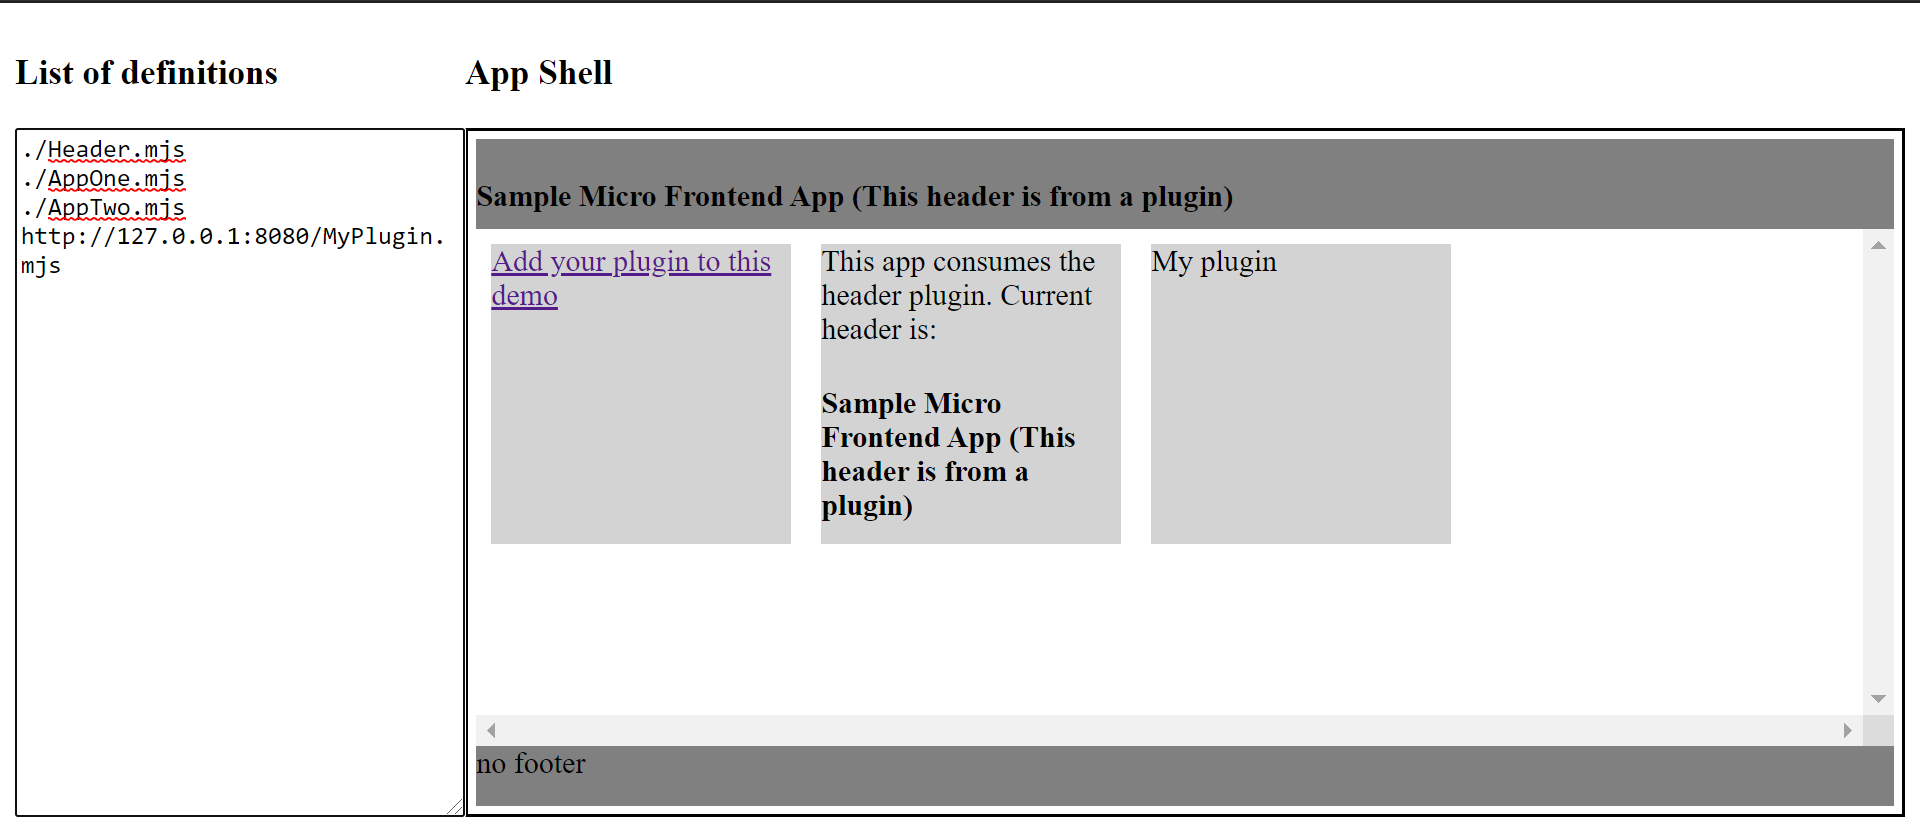 List of definitions
App Shell
./Header.mjs
./AppOne.mjs
./AppTwo.mjs
http://127.0.0.1:8080/MyPlugin.
mjs
Sample Micro Frontend App (This header is from a plugin)
Add your plugin to this
demo
This app consumes the
header plugin. Current
header is:
Sample Micro
Frontend App (This
header is from a
plugin)
My plugin
no footer